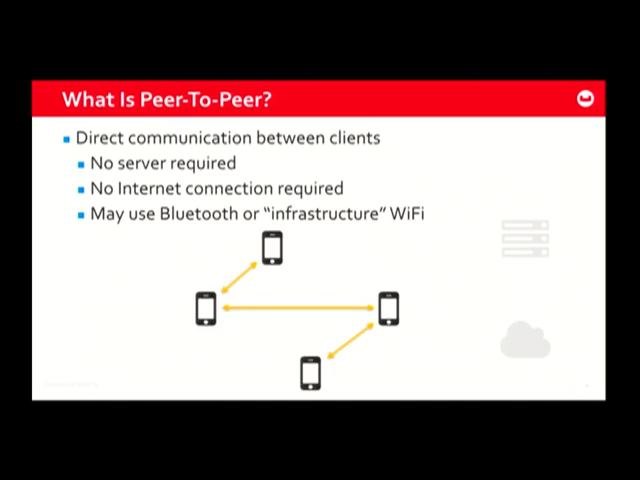 What Is Peer-To-Peer?
Direct communication between clients
No server required
No Internet connection required
May use Bluetooth or “infrastructure” WiFi